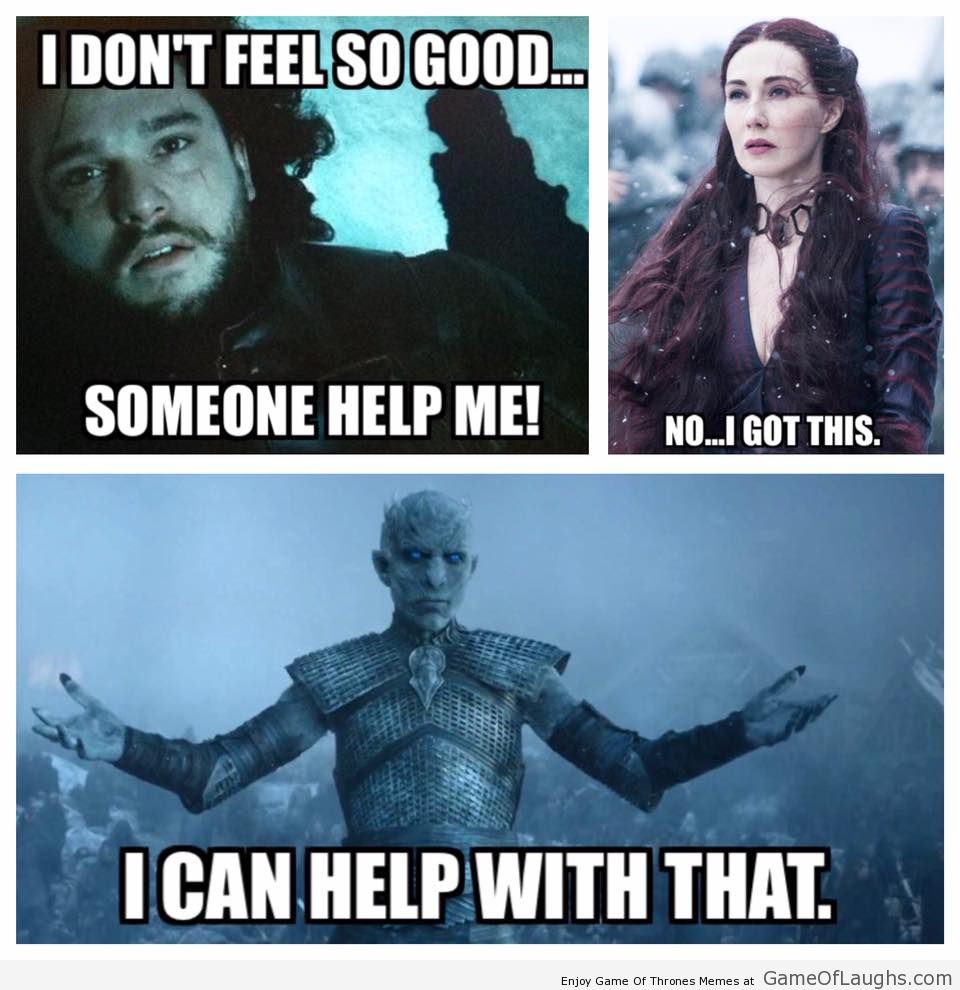 I DON'T FEEL SO GOOD...
SOMEONE HELP ME!
NO...I GOT THIS.
I CAN HELP WITH THAT.
Enjoy Game Of Thrones Memes at GameOfLaughs.com